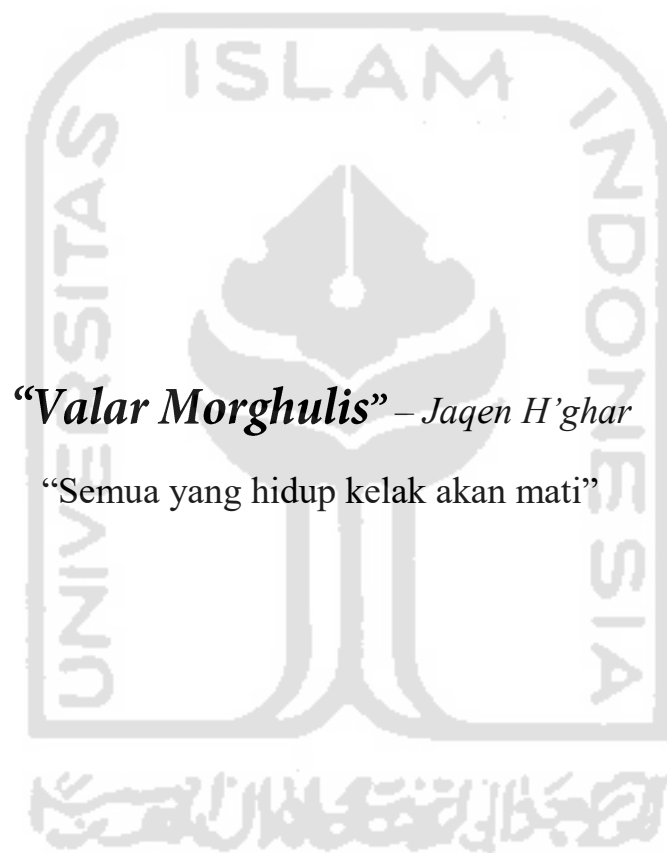 ISLAM
UNIVERSITAS
INDONESIA
“Valar Morghulis” – Jaqen H’ghar
“Semua yang hidup kelak akan mati”